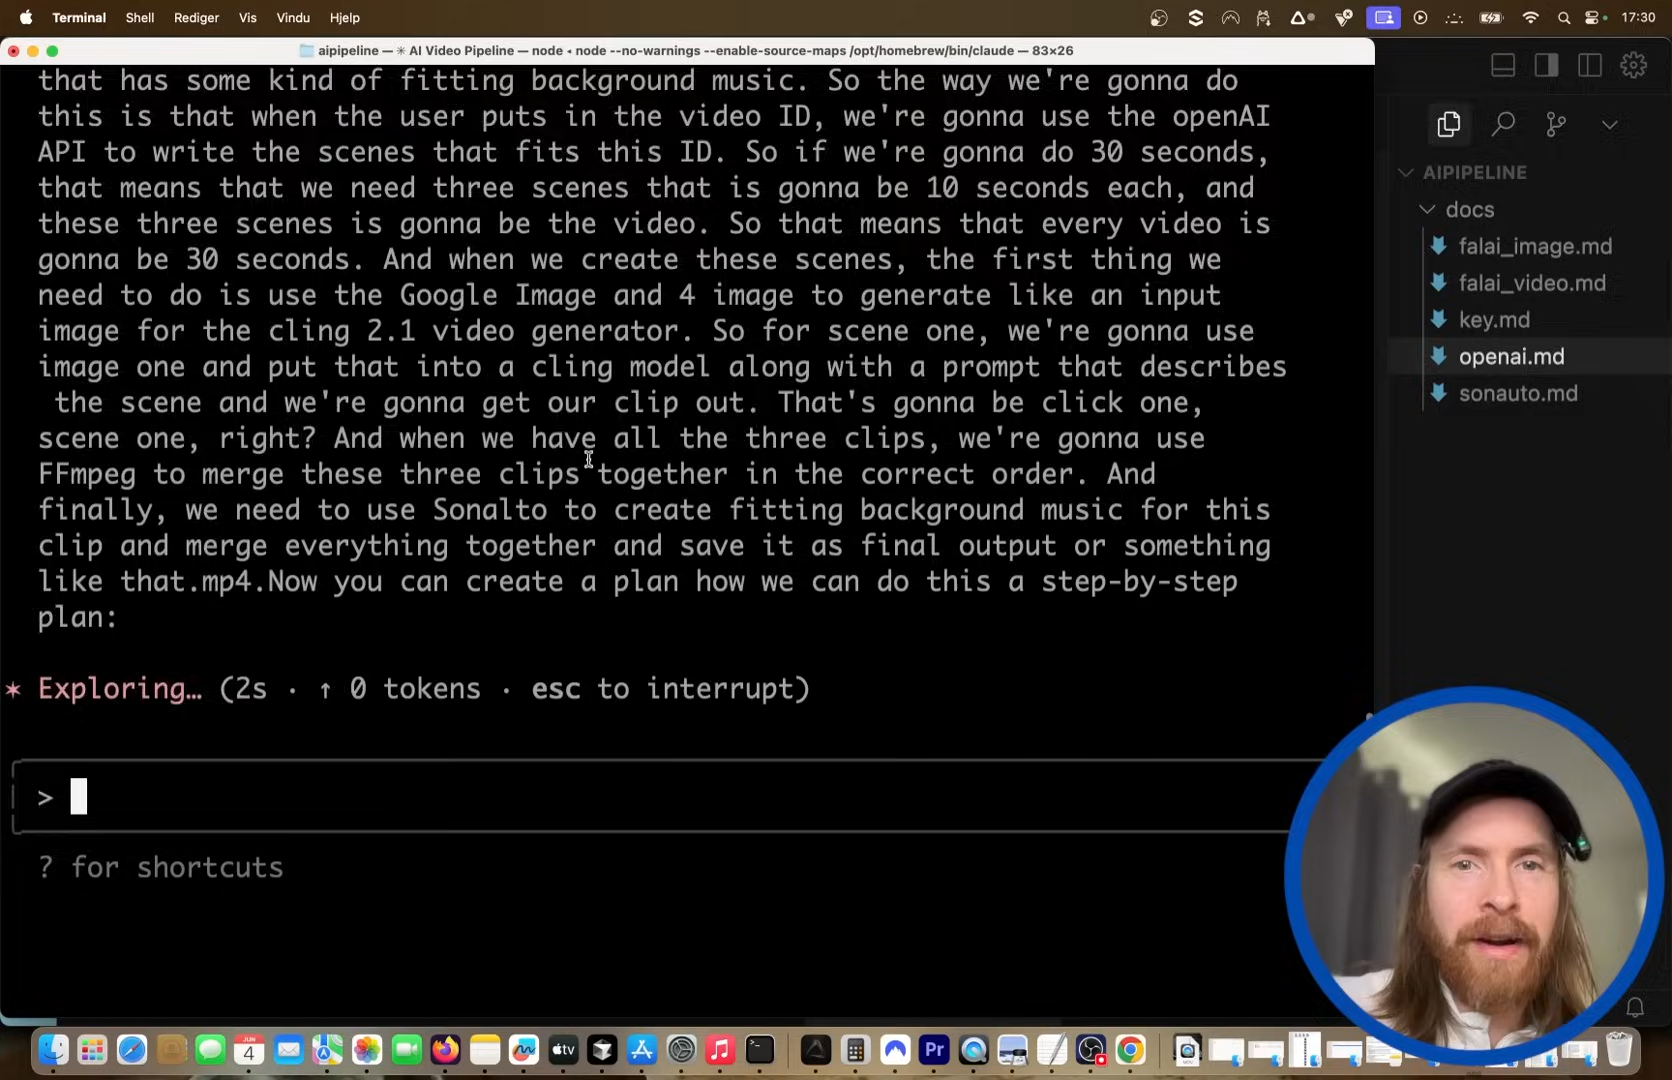 Terminal Shell Rediger Vis Vindu Hjelp 17:30
aipipeline — ✳ AI Video Pipeline — node ◂ node --no-warnings --enable-source-maps /opt/homebrew/bin/claude — 83×26
that has some kind of fitting background music. So the way we're gonna do
this is that when the user puts in the video ID, we're gonna use the openAI
API to write the scenes that fits this ID. So if we're gonna do 30 seconds,
that means that we need three scenes that is gonna be 10 seconds each, and
these three scenes is gonna be the video. So that means that every video is
gonna be 30 seconds. And when we create these scenes, the first thing we
need to do is use the Google Image and 4 image to generate like an input
image for the cling 2.1 video generator. So for scene one, we're gonna use
image one and put that into a cling model along with a prompt that describes
the scene and we're gonna get our clip out. That's gonna be click one,
scene one, right? And when we have all the three clips, we're gonna use
FFmpeg to merge these three clips together in the correct order. And
finally, we need to use Sonalto to create fitting background music for this
clip and merge everything together and save it as final output or something
like that.mp4.Now you can create a plan how we can do this a step-by-step
plan:
✶ Exploring… (2s · ↑ 0 tokens · esc to interrupt)
>
? for shortcuts
AIPIPELINE
docs
falai_image.md
falai_video.md
key.md
openai.md
sonauto.md
JUN
4
tv
Pr